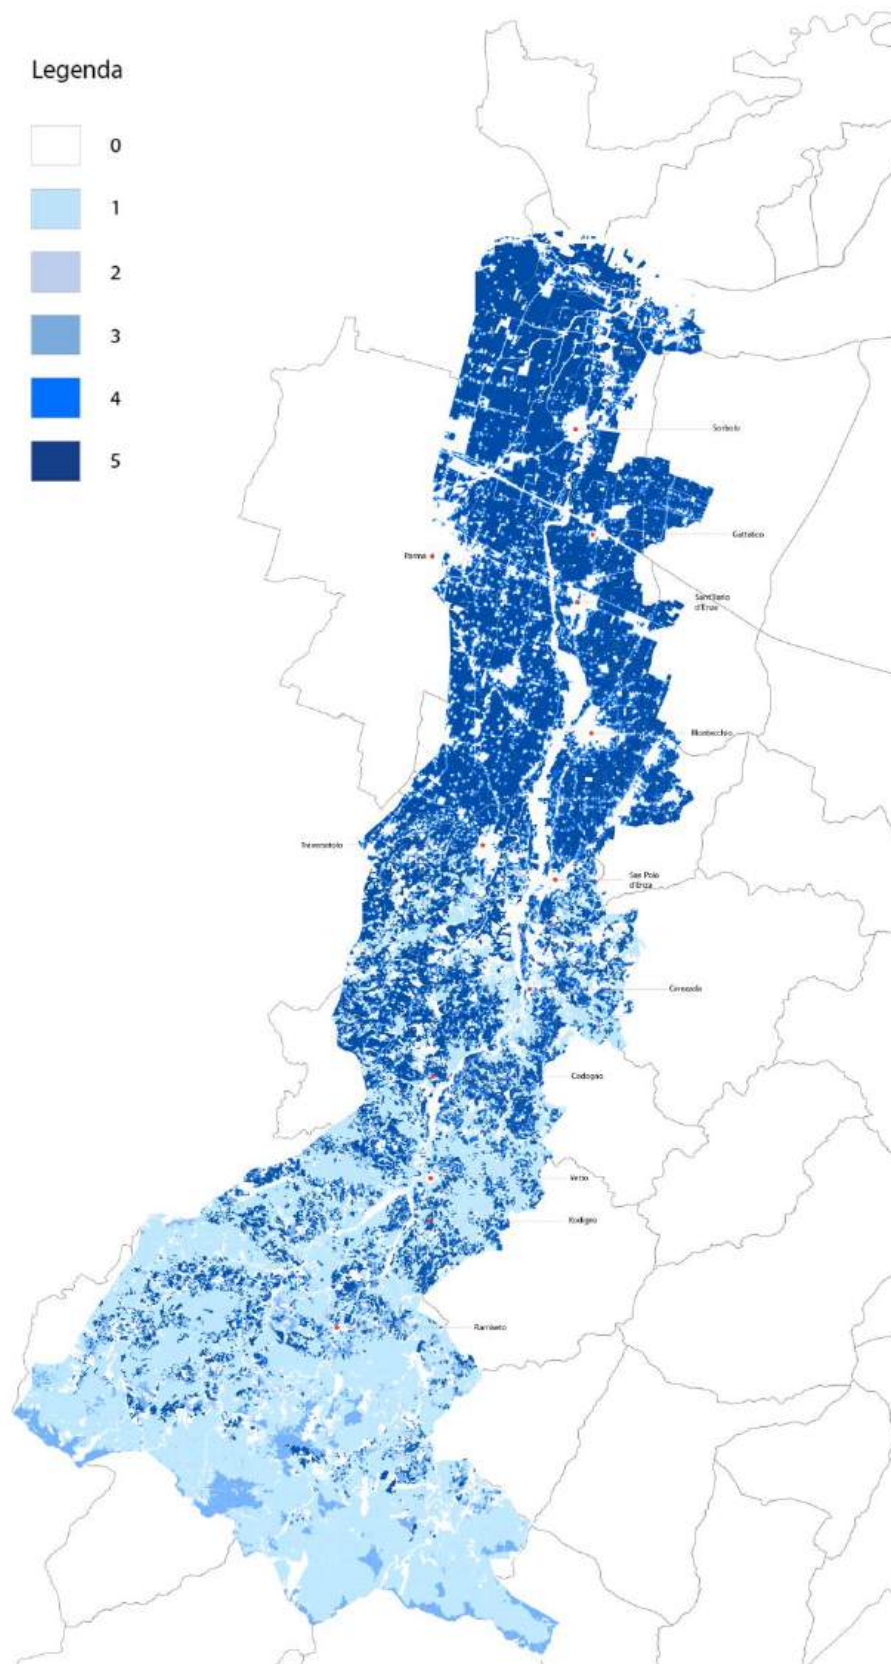 Legenda
0
1
2
3
4
5
Sorbolo
Gattatico
Parma
Sant'Ilario
d'Enza
Montecchio
Traversetolo
San Polo
d'Enza
Canossa
Vetto
Ramiseto